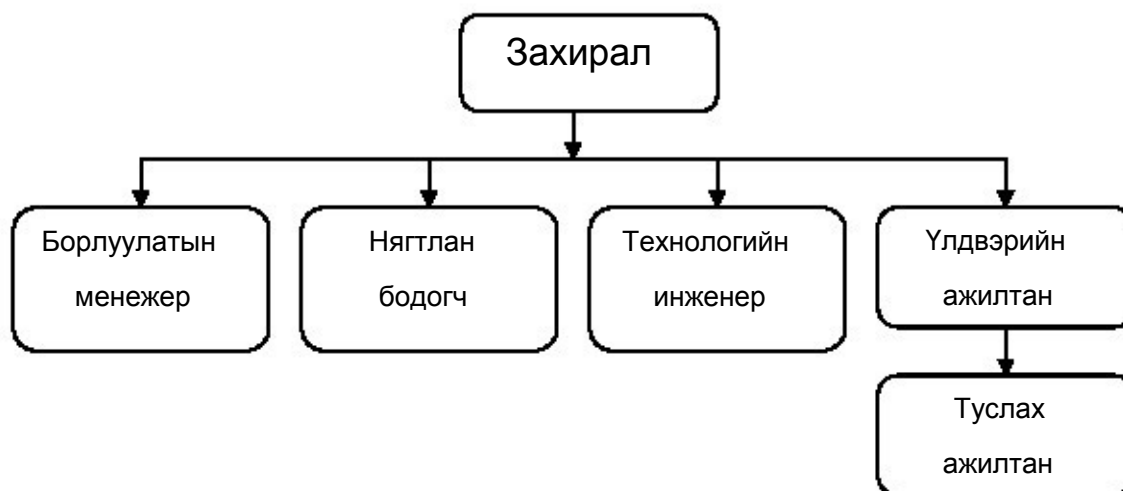 Захирал
Борлуулатын
менежер
Нягтлан
бодогч
Технологийн
инженер
Үлдвэрийн
ажилтан
Туслах
ажилтан